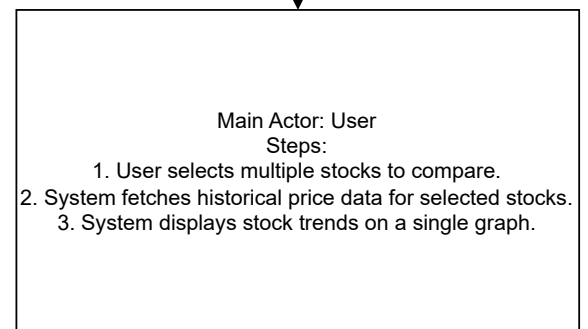 Main Actor: User
Steps:
1. User selects multiple stocks to compare.
2. System fetches historical price data for selected stocks.
3. System displays stock trends on a single graph.